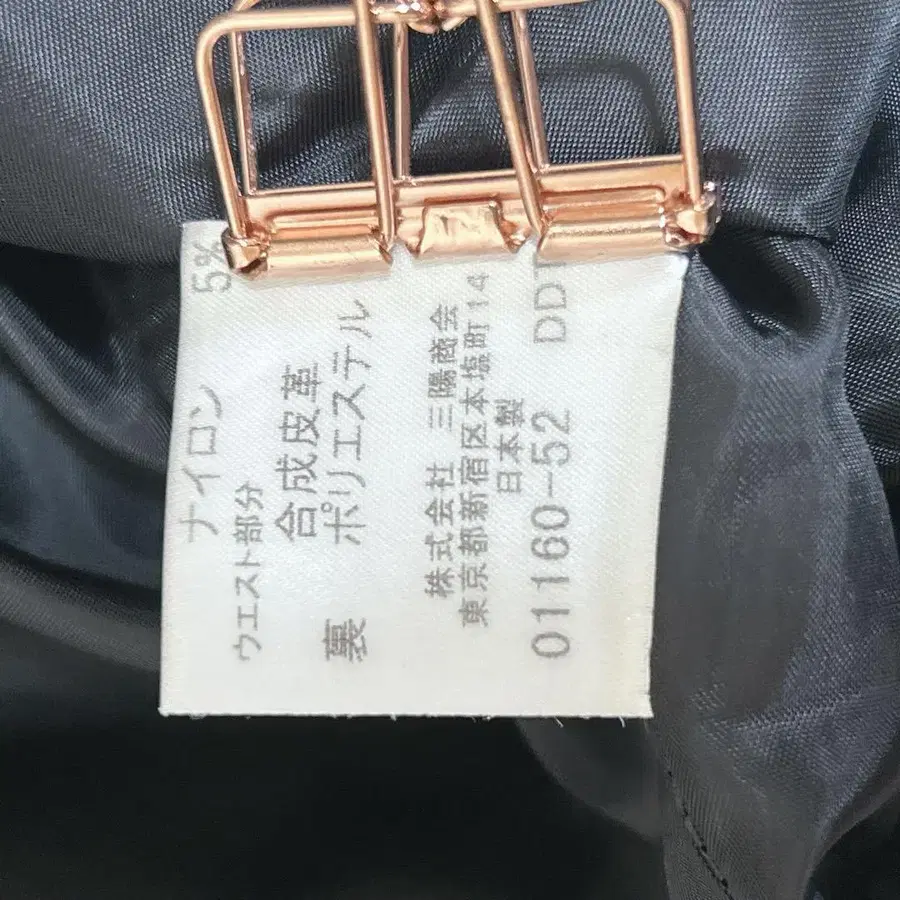 ナイロン 5%
ウエスト部分
合成皮革
裏 ポリエステル
株式会社 三陽商会
東京都新宿区本塩町14
日本製
01160-52 DDT